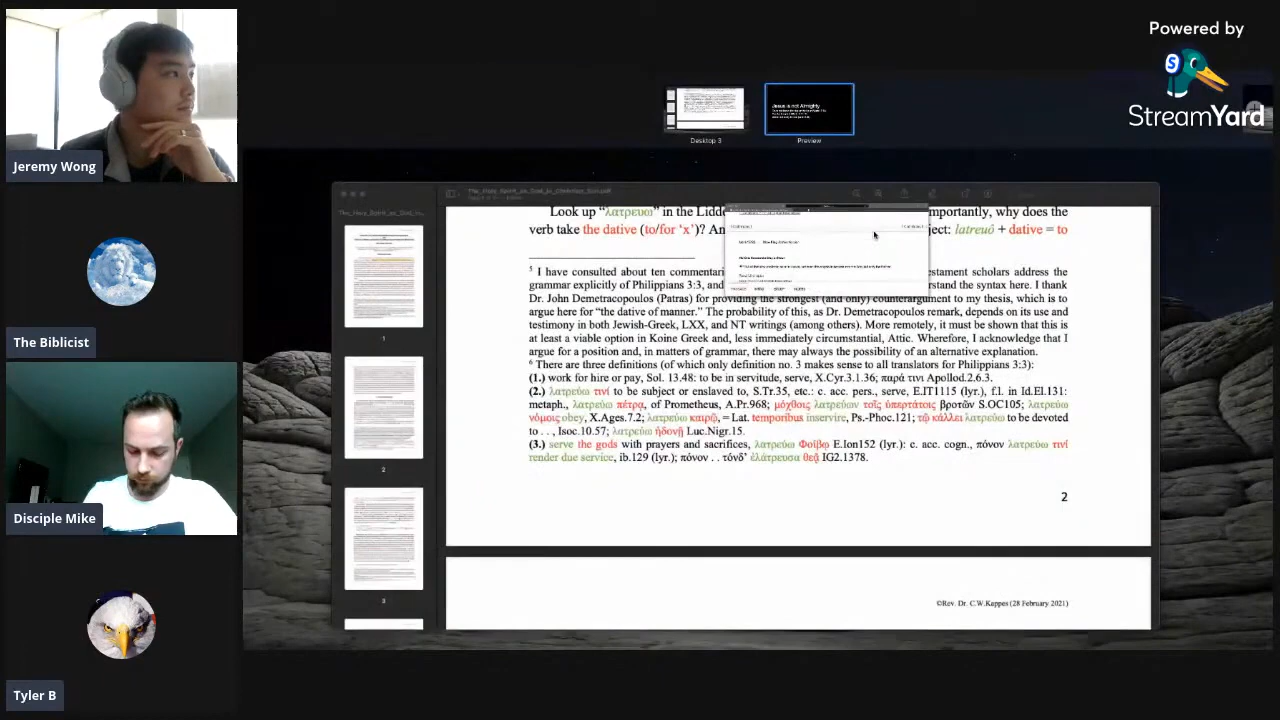 Powered by
StreamYard
Jeremy Wong
The Biblicist
Disciple Mike
Tyler B
Desktop 3
Preview
Jesus is not Almighty
1
2
3
Look up “λατρευω” in the Lidde
mportantly, why does the
verb take the dative (to/for ‘x’)? An
ject: latreuō + dative = to
5 I have consulted about ten commentari
estament scholars address the
grammar explicitly of Philippians 3:3, and
stand the syntax here. I thank
Dr. John Demetracopoulos (Patras) for providing the strongest (and only) counterargument to my thesis, which is to
argue here for “the dative of manner.” The probability of this, as Dr. Demetracopoulos remark, depends on its use and
testimony in both Jewish-Greek, LXX, and NT writings (among others). More remotely, it must be shown that this is
at least a viable option in Koine Greek and, less immediately circumstantial, Attic. Wherefore, I acknowledge that I
argue for a position and, in matters of grammar, there may always the possibility of an alternative explanation.
6 There are three definitions (of which only definition no. 3 makes sense to all translators for Philippians 3:3):
(1.) work for hire or pay, Sol. 13.48: to be in servitude, serve, X.Cyr.3.1.36; παρά τινι Apollod.2.6.3.
(2.) λατρεύω τινί to be subject or enslaved to, S.Tr.35, etc.: c. acc. pers., serve, E.IT1115 (lyr.), f.l. in Id.El.131:
metaph., λατρεύω πέτρᾳ, of Prometheus, A.Pr.968; μόχθοις λατρεύων τοῖς ὑπερτάτοις βροτῶν S.OC105; λατρεύω
νόμοις obey, X.Ages.7.2; λατρεύω καιρῷ, = Lat. temporibus inservire, Ps.-Phoc.121; τῷ κάλλει λατρεύω to be devoted
to . ., Isoc.10.57; λατρεύω ἡδονῇ Luc.Nigr.15.
(3.) serve the gods with prayers and sacrifices, λατρεύω Φοίβῳ E.Ion152 (lyr.): c. acc. cogn., πόνον λατρεύω τινί
render due service, ib.129 (lyr.); πόνον . . τόνδ’ ἐλάτρευσα θεᾷ IG2.1378.
2
©Rev. Dr. C.W.Kappes (28 February 2021)